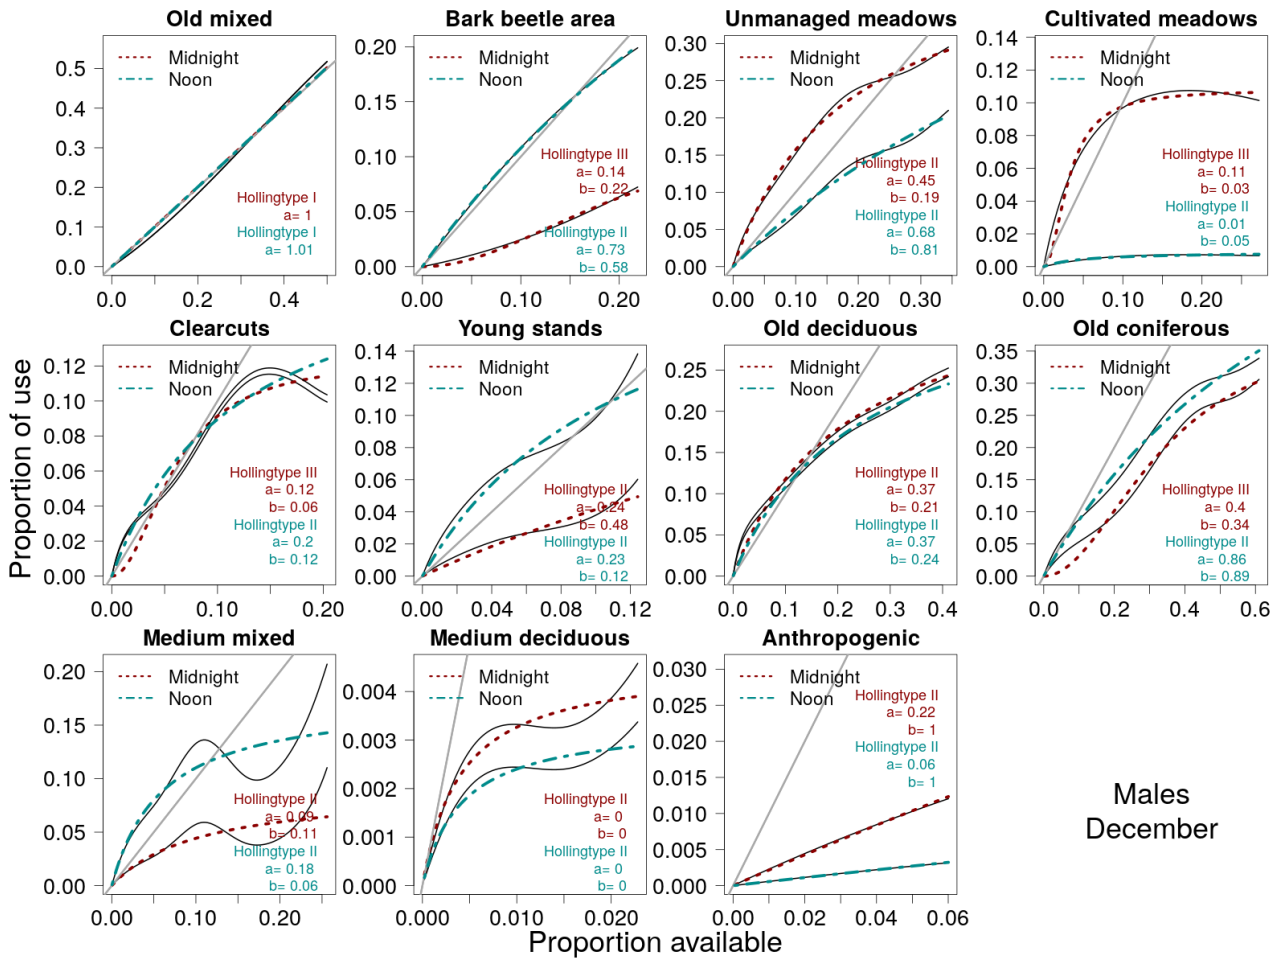 Old mixed
Midnight
Noon
0.5
0.4
0.3
0.2
0.1
0.0
Hollingtype I
a= 1
Hollingtype I
a= 1.01
0.0 0.2 0.4
Bark beetle area
Midnight
Noon
0.20
0.15
0.10
0.05
0.00
Hollingtype III
a= 0.14
b= 0.22
Hollingtype II
a= 0.73
b= 0.58
0.00 0.10 0.20
Unmanaged meadows
Midnight
Noon
0.30
0.25
0.20
0.15
0.10
0.05
0.00
Hollingtype II
a= 0.45
b= 0.19
Hollingtype II
a= 0.68
b= 0.81
0.00 0.10 0.20 0.30
Cultivated meadows
Midnight
Noon
0.14
0.12
0.10
0.08
0.06
0.04
0.02
0.00
Hollingtype III
a= 0.11
b= 0.03
Hollingtype II
a= 0.01
b= 0.05
0.00 0.10 0.20
Proportion of use
Clearcuts
Midnight
Noon
0.12
0.10
0.08
0.06
0.04
0.02
0.00
Hollingtype III
a= 0.12
b= 0.06
Hollingtype II
a= 0.2
b= 0.12
0.00 0.10 0.20
Young stands
Midnight
Noon
0.14
0.12
0.10
0.08
0.06
0.04
0.02
0.00
Hollingtype II
a= 0.24
b= 0.48
Hollingtype II
a= 0.23
b= 0.12
0.00 0.04 0.08 0.12
Old deciduous
Midnight
Noon
0.25
0.20
0.15
0.10
0.05
0.00
Hollingtype II
a= 0.37
b= 0.21
Hollingtype II
a= 0.37
b= 0.24
0.0 0.1 0.2 0.3 0.4
Old coniferous
Midnight
Noon
0.35
0.30
0.25
0.20
0.15
0.10
0.05
0.00
Hollingtype III
a= 0.4
b= 0.34
Hollingtype II
a= 0.86
b= 0.89
0.0 0.2 0.4 0.6
Medium mixed
Midnight
Noon
0.20
0.15
0.10
0.05
0.00
Hollingtype II
a= 0.09
b= 0.11
Hollingtype II
a= 0.18
b= 0.06
0.00 0.10 0.20
Medium deciduous
Midnight
Noon
0.004
0.003
0.002
0.001
0.000
Hollingtype II
a= 0
b= 0
Hollingtype II
a= 0
b= 0
0.000 0.010 0.020
Anthropogenic
Midnight
Noon
0.030
0.025
0.020
0.015
0.010
0.005
0.000
Hollingtype II
a= 0.22
b= 1
Hollingtype II
a= 0.06
b= 1
0.00 0.02 0.04 0.06
Males
December
Proportion available